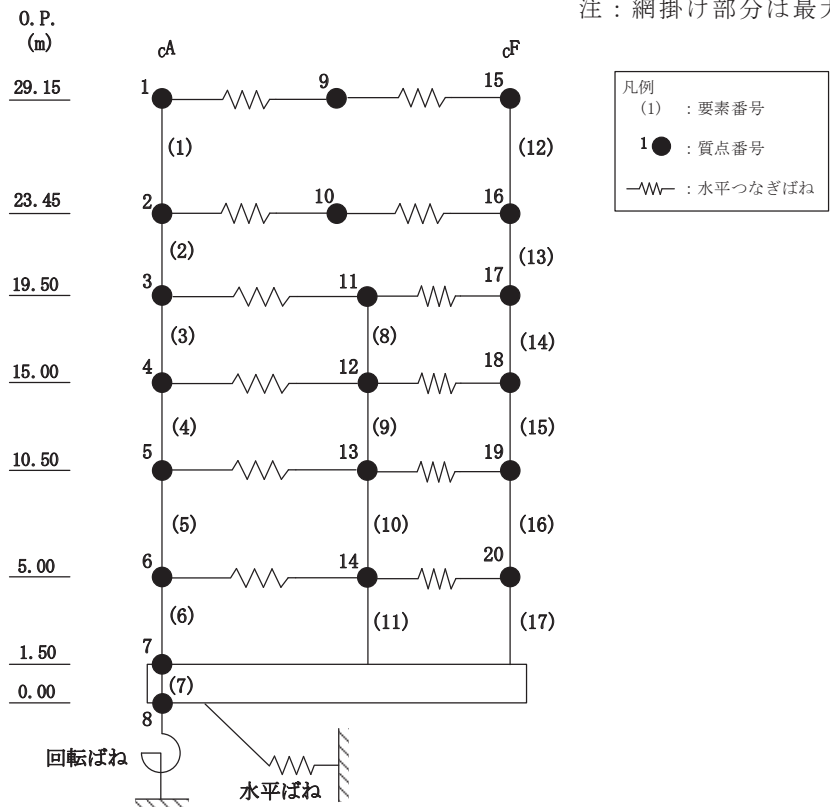 注：網掛け部分は最
O.P.
(m)
cA cF
29.15 1 9 15
(1) (12)
23.45 2 10 16
(2) (13)
19.50 3 11 17
(3) (8) (14)
15.00 4 12 18
(4) (9) (15)
10.50 5 13 19
(5) (10) (16)
5.00 6 14 20
(6) (11) (17)
1.50 7
(7)
0.00
8
回転ばね
水平ばね
凡例
(1) ：要素番号
1 ：質点番号
：水平つなぎばね